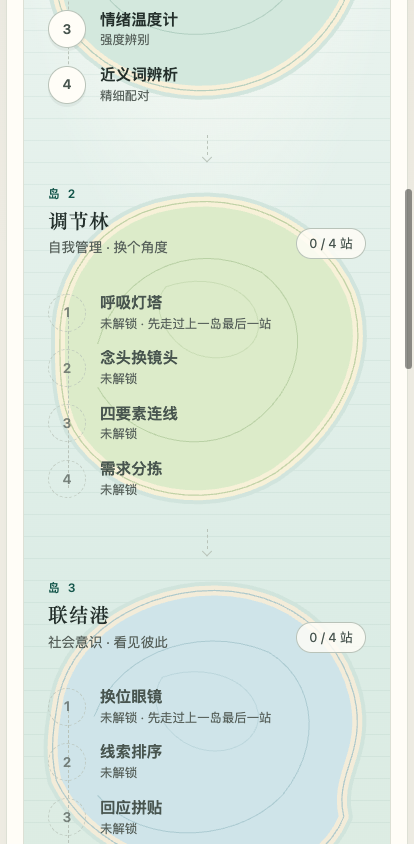 3
情绪温度计
强度辨别
4
近义词辨析
精细配对
岛 2
调节林
自我管理 · 换个角度
0 / 4 站
1
呼吸灯塔
未解锁 · 先走过上一岛最后一站
2
念头换镜头
未解锁
3
四要素连线
未解锁
4
需求分拣
未解锁
岛 3
联结港
社会意识 · 看见彼此
0 / 4 站
1
换位眼镜
未解锁 · 先走过上一岛最后一站
2
线索排序
未解锁
3
回应拼贴
未解锁